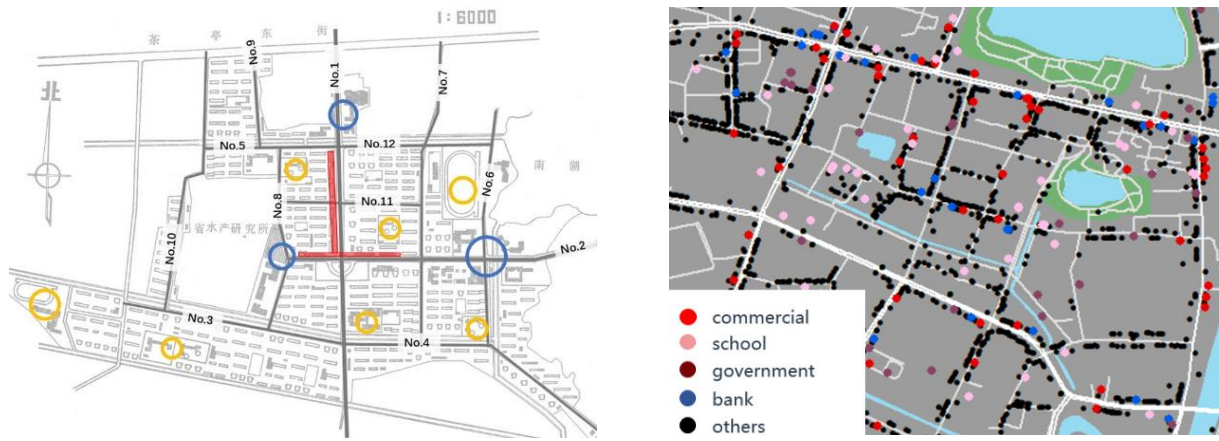 1:6000
茶亭东街
No.9
No.1
No.7
北
No.5
No.12
No.6
南湖
No.8
No.11
省水产研究所
No.10
No.2
No.3
No.4
commercial
school
government
bank
others